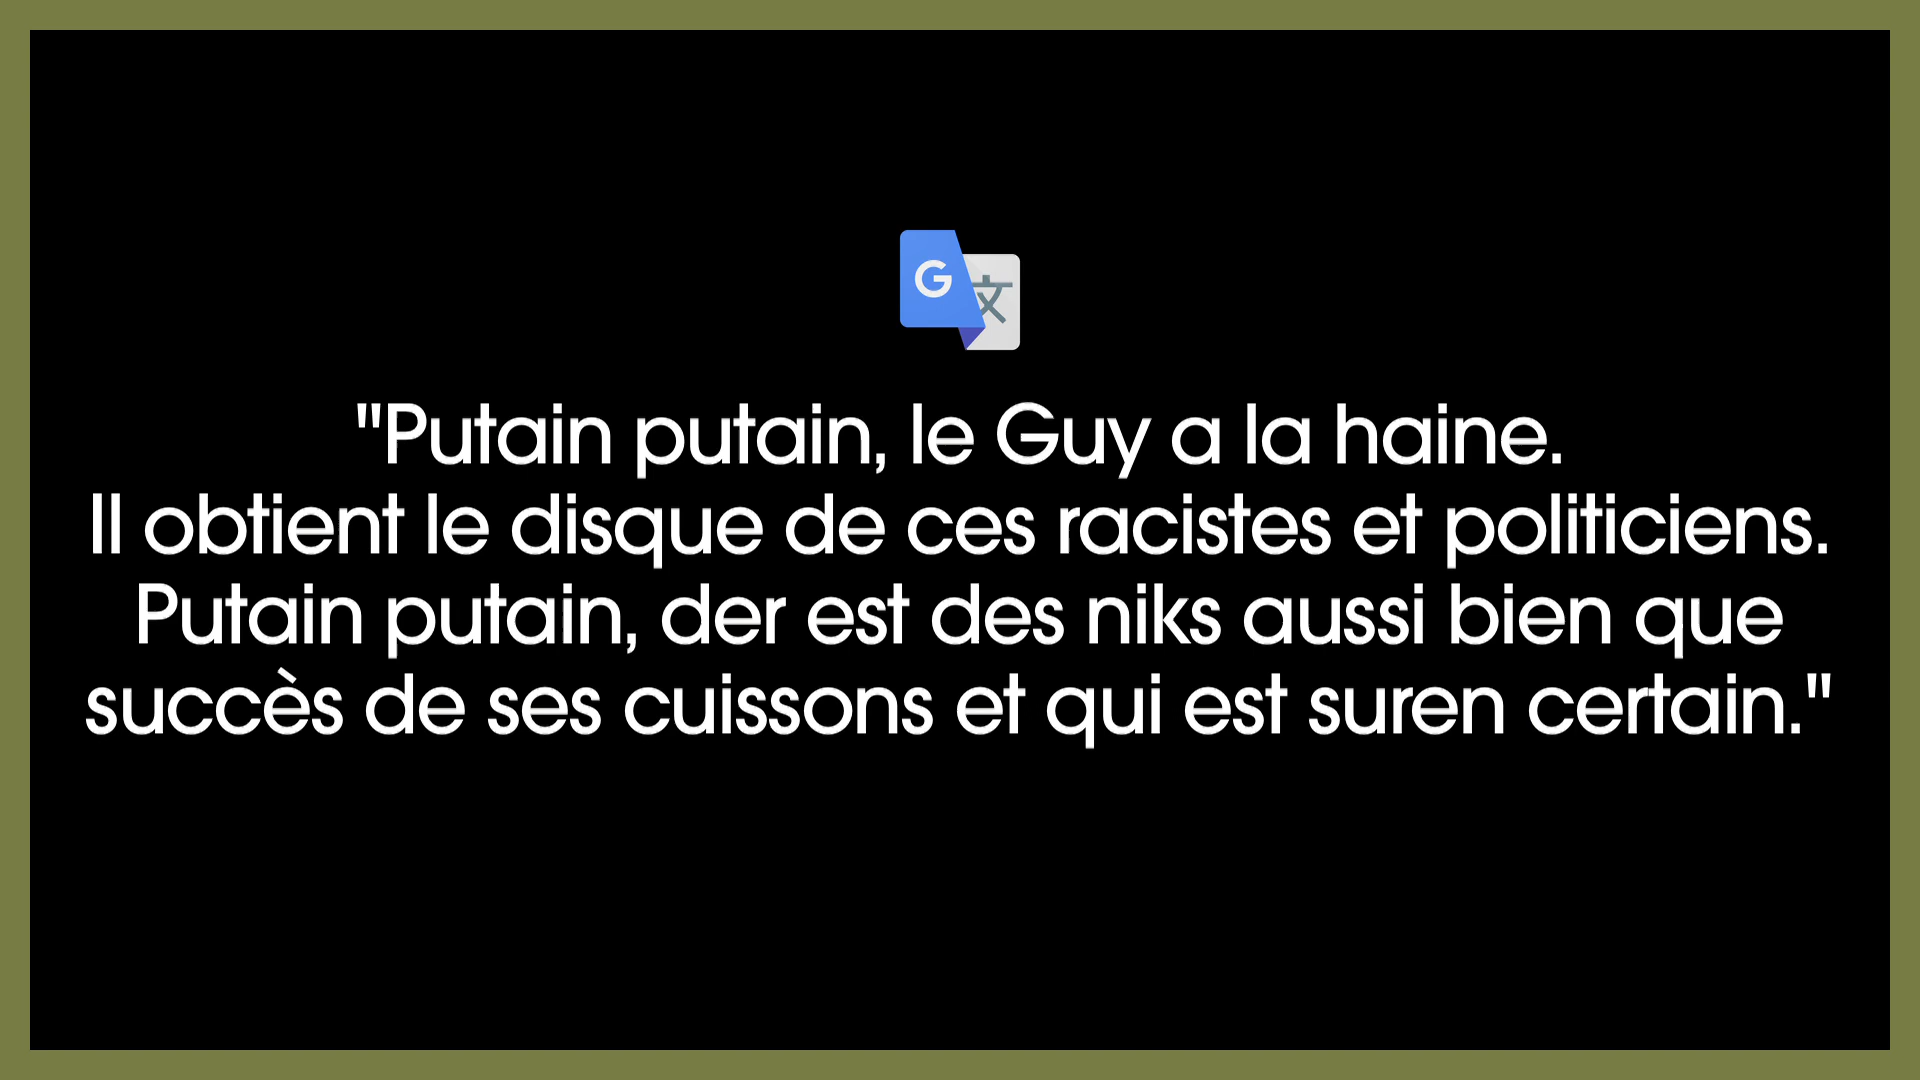 G 文
"Putain putain, le Guy a la haine.
Il obtient le disque de ces racistes et politiciens.
Putain putain, der est des niks aussi bien que
succès de ses cuissons et qui est suren certain."